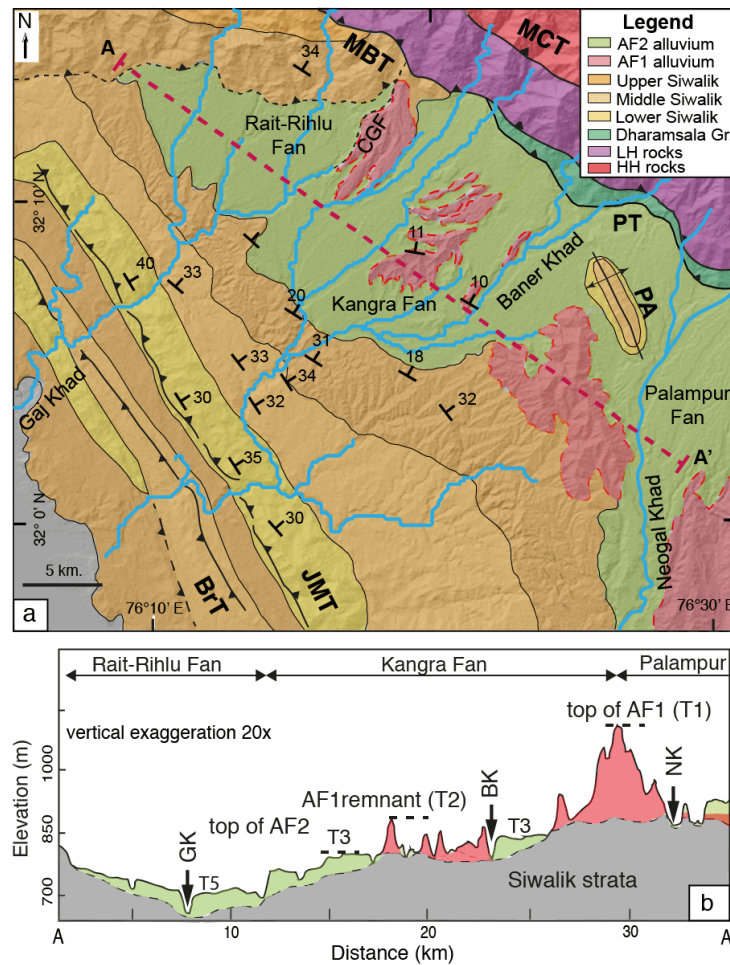 N
A
34
MBT
MCT
Legend
AF2 alluvium
AF1 alluvium
Upper Siwalik
Middle Siwalik
Lower Siwalik
Dharamsala Gr
LH rocks
HH rocks
Rait-Rihlu
Fan
CGF
32° 10' N
11
PT
40
33
20
Kangra Fan
10
Baner Khad
PA
31
33
34
18
32
32
30
Gaj Khad
Palampur
Fan
A'
35
30
32° 0' N
Neogal Khad
5 km.
BrT
JMT
a
76°10' E
76°30' E
Rait-Rihlu Fan
Kangra Fan
Palampur
vertical exaggeration 20x
top of AF1 (T1)
Elevation (m)
1000
850
700
GK
top of AF2
AF1remnant (T2)
BK
NK
T3
T3
T5
Siwalik strata
b
A
10
20
30
A
Distance (km)